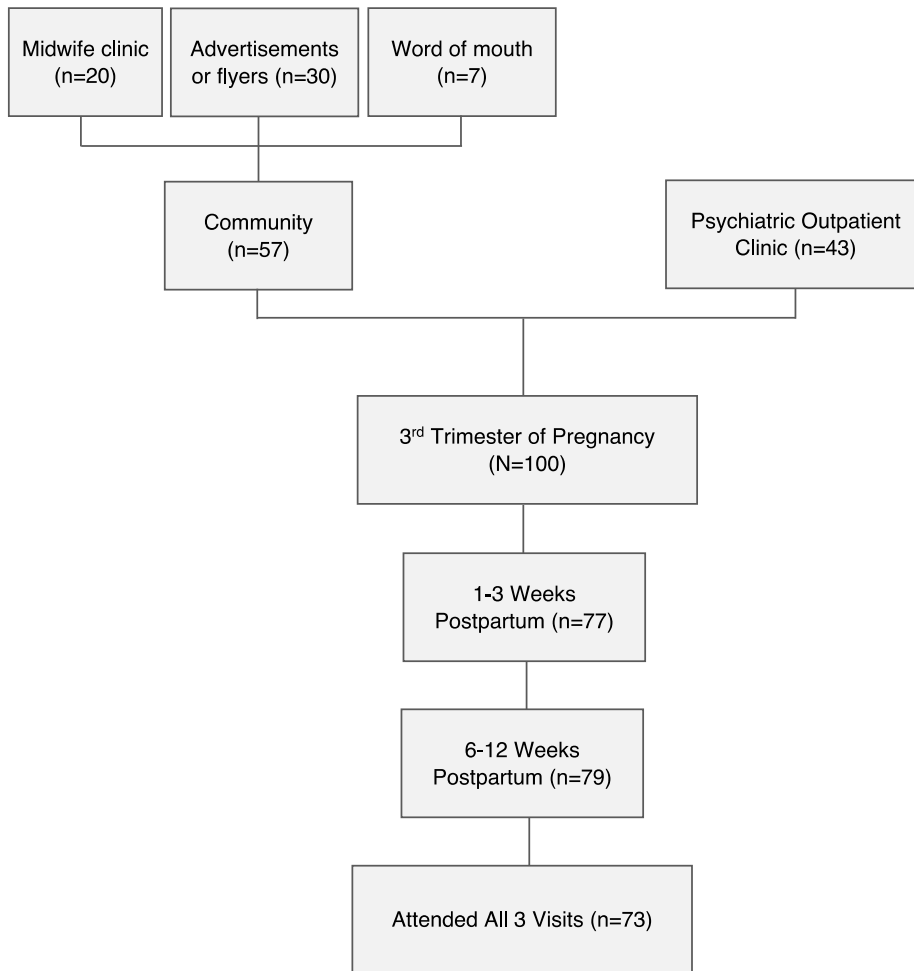 Midwife clinic
(n=20)
Advertisements
or flyers (n=30)
Word of mouth
(n=7)
Community
(n=57)
Psychiatric Outpatient
Clinic (n=43)
3rd Trimester of Pregnancy
(N=100)
1-3 Weeks
Postpartum (n=77)
6-12 Weeks
Postpartum (n=79)
Attended All 3 Visits (n=73)